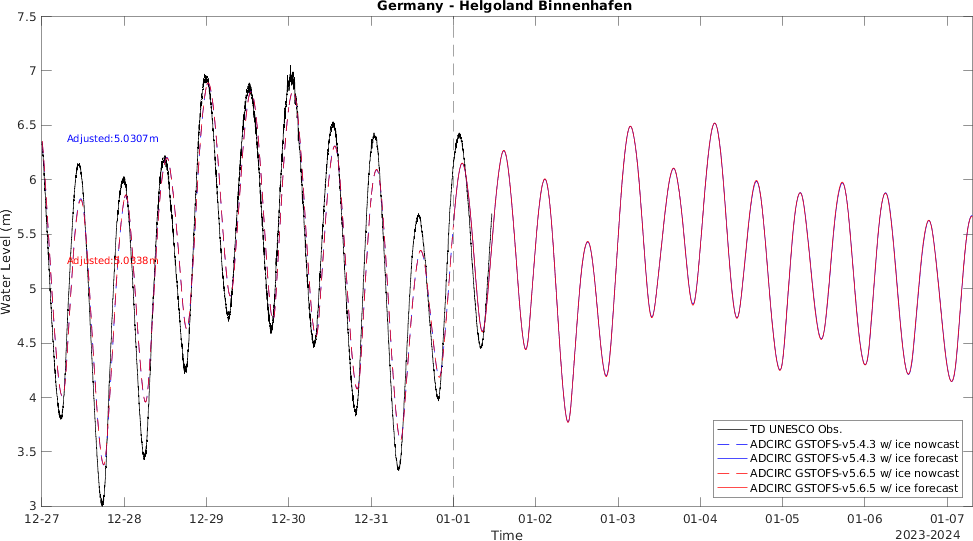 Germany - Helgoland Binnenhafen
7.5
7
6.5
6
5.5
5
4.5
4
3.5
3
Water Level (m)
Adjusted:5.0307m
Adjusted:5.0338m
TD UNESCO Obs.
ADCIRC GSTOFS-v5.4.3 w/ ice nowcast
ADCIRC GSTOFS-v5.4.3 w/ ice forecast
ADCIRC GSTOFS-v5.6.5 w/ ice nowcast
ADCIRC GSTOFS-v5.6.5 w/ ice forecast
12-27 12-28 12-29 12-30 12-31 01-01 01-02 01-03 01-04 01-05 01-06 01-07
Time
2023-2024